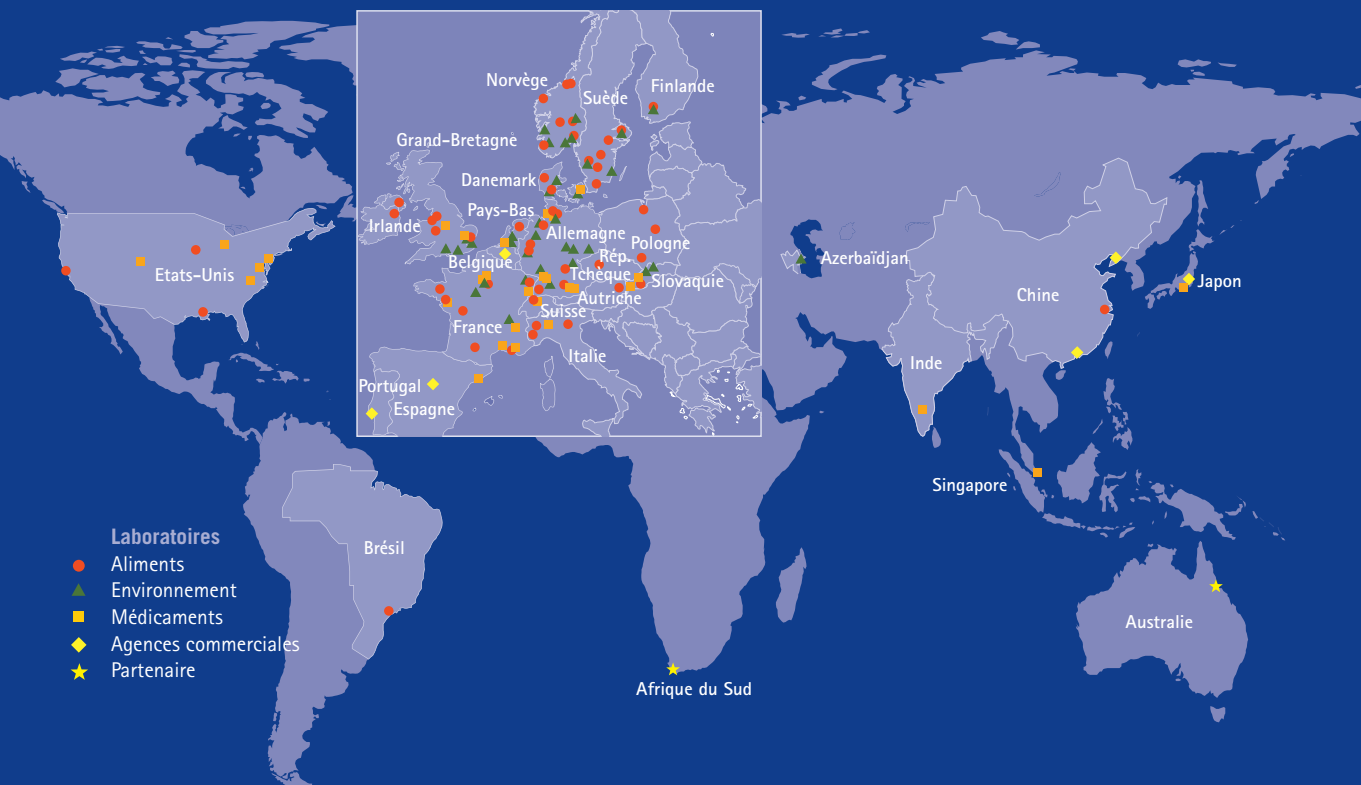 Norvège
Finlande
Suède
Grand-Bretagne
Danemark
Pays-Bas
Irlande
Allemagne
Pologne
Belgique
Rép.
Tchèque
Slovaquie
Autriche
Suisse
France
Italie
Portugal
Espagne
Etats-Unis
Azerbaïdjan
Chine
Japon
Inde
Singapore
Brésil
Australie
Afrique du Sud
Laboratoires
Aliments
Environnement
Médicaments
Agences commerciales
Partenaire